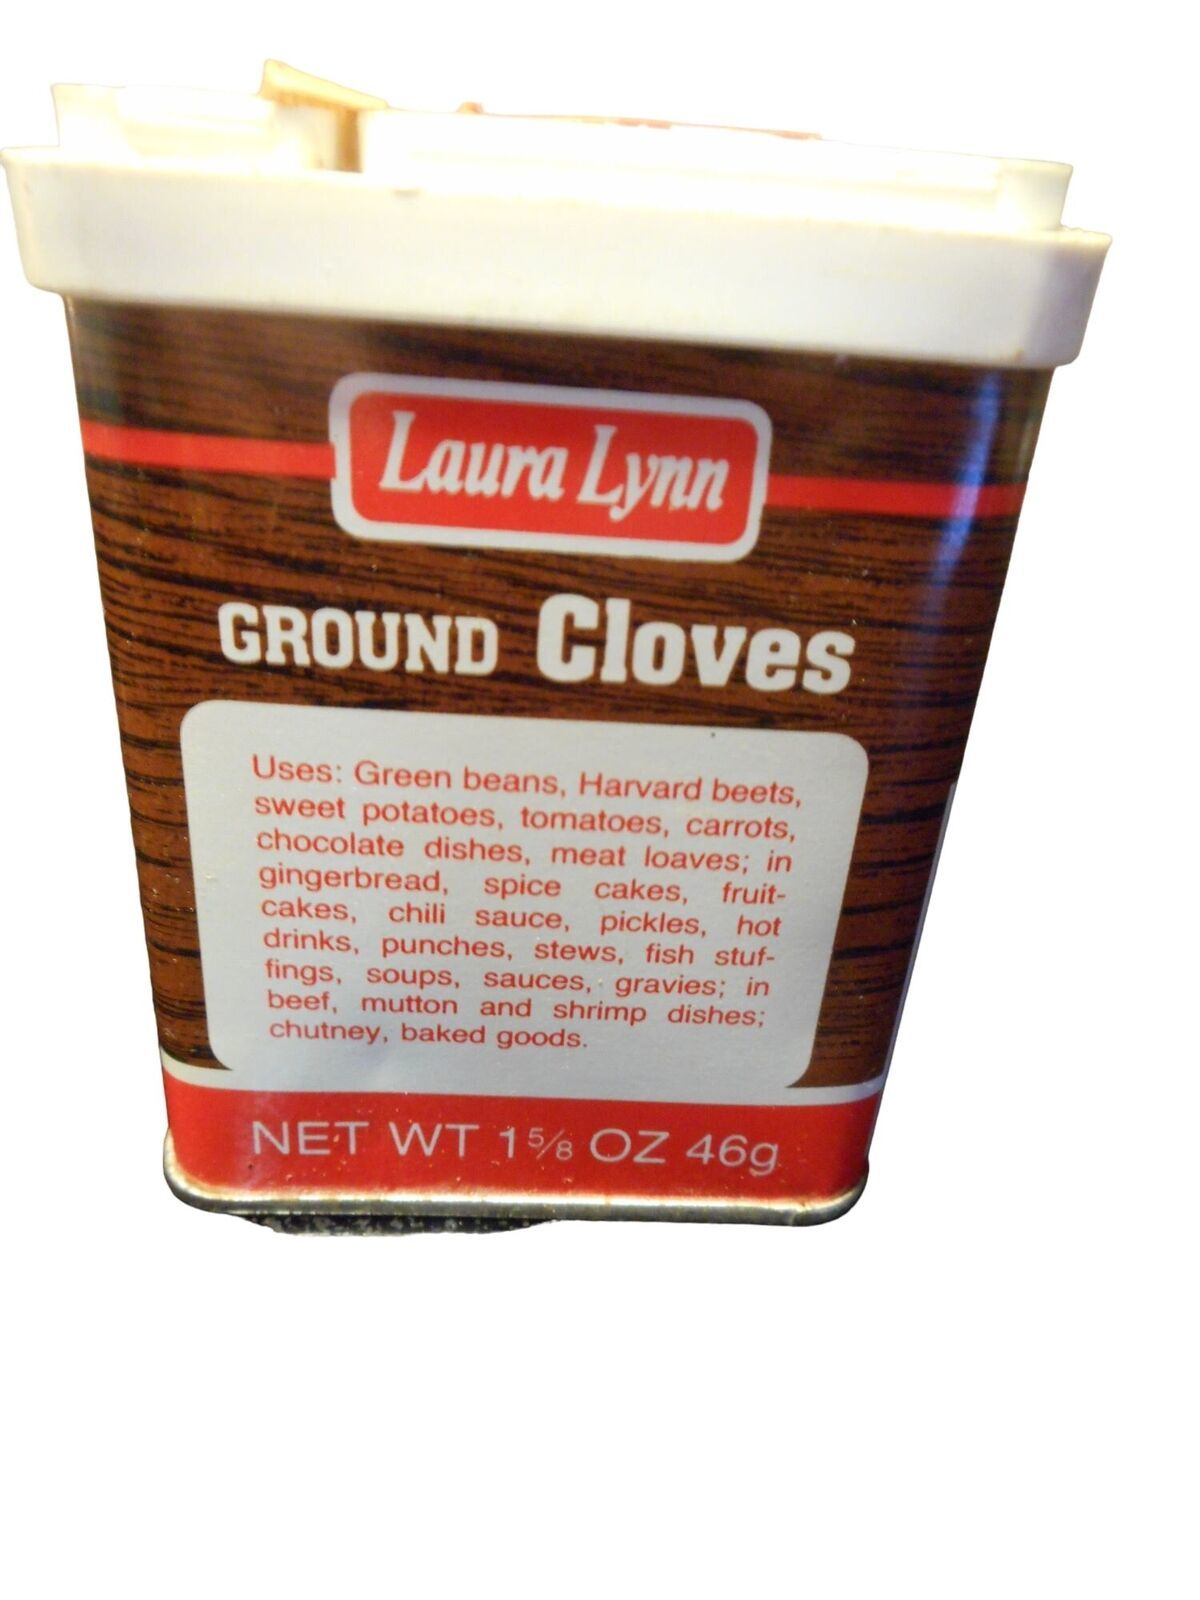 Laura Lynn
GROUND Cloves
Uses: Green beans, Harvard beets,
sweet potatoes, tomatoes, carrots,
chocolate dishes, meat loaves; in
gingerbread, spice cakes, fruit-
cakes, chili sauce, pickles, hot
drinks, punches, stews, fish stuf-
fings, soups, sauces, gravies; in
beef, mutton and shrimp dishes;
chutney, baked goods.
NET WT 1 5/8 OZ 46g